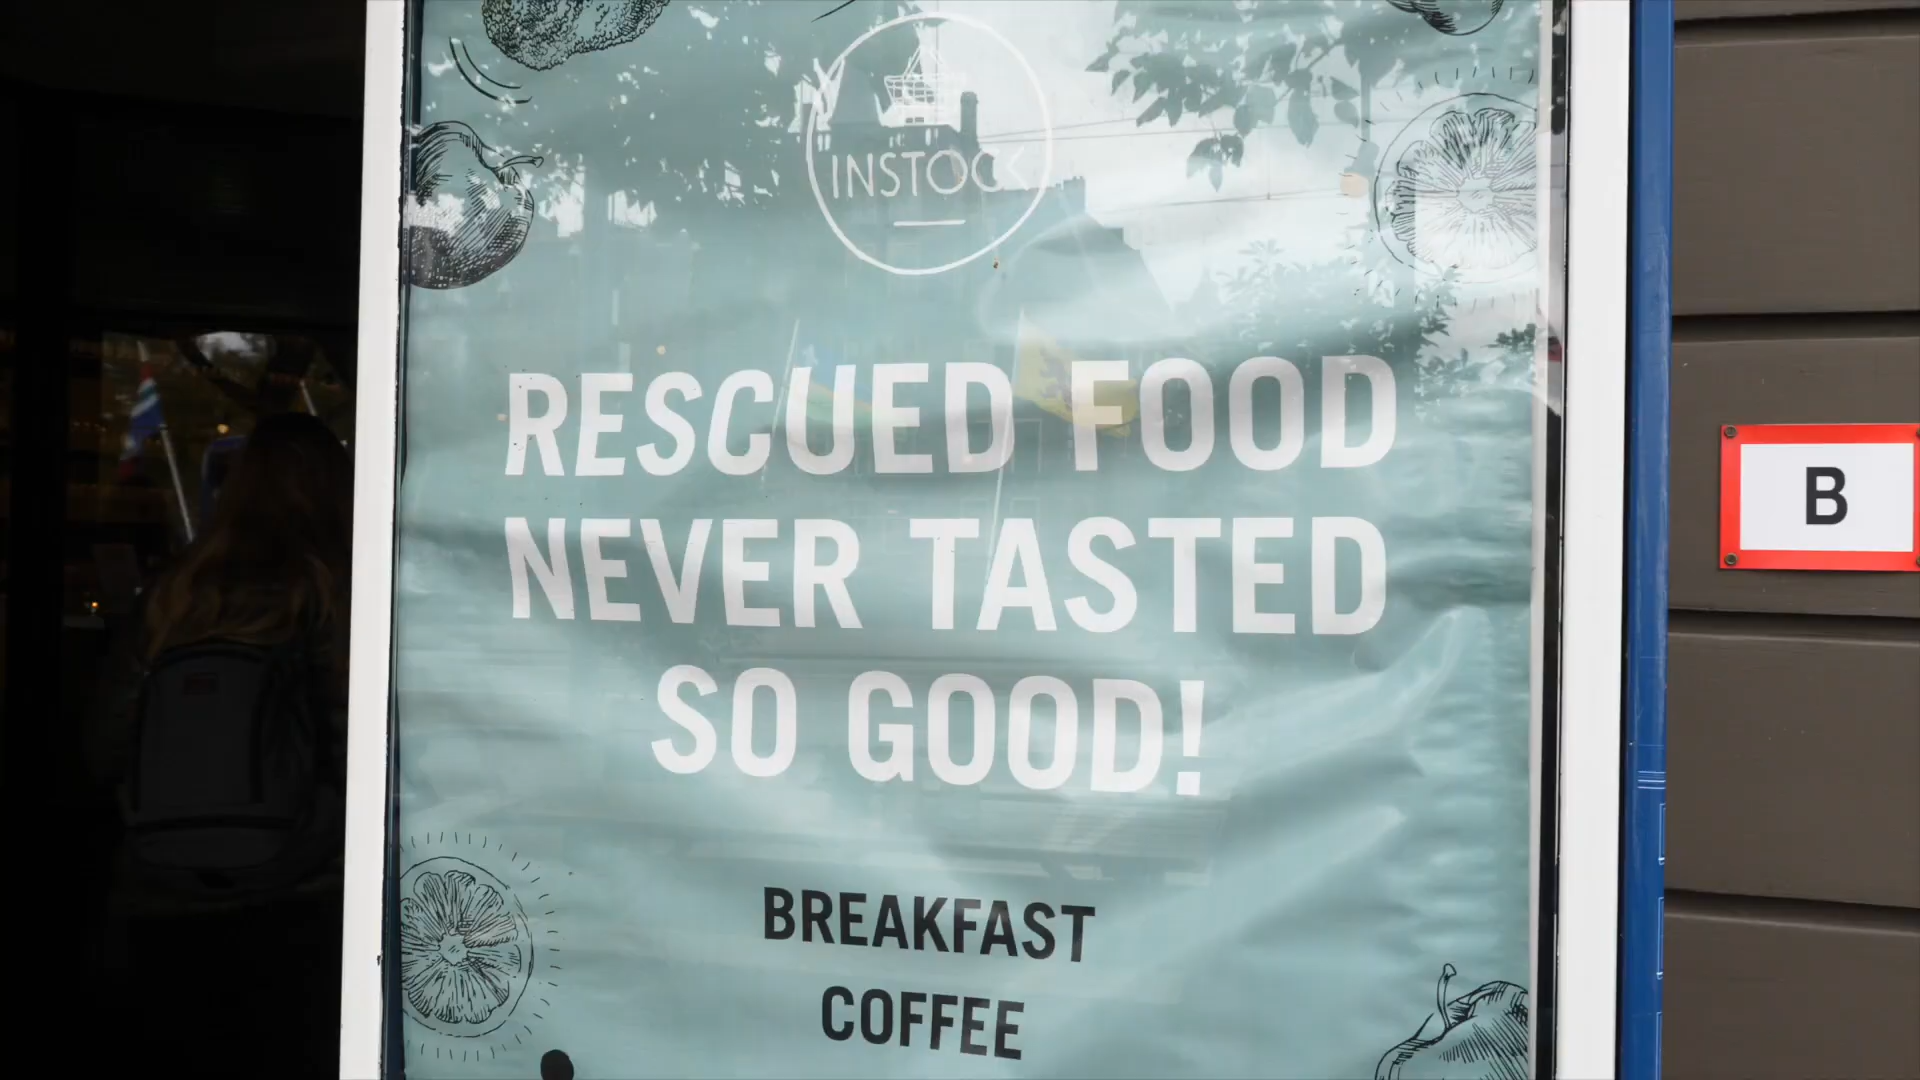 INSTOCK
RESCUED FOOD
NEVER TASTED
SO GOOD!
BREAKFAST
COFFEE
B